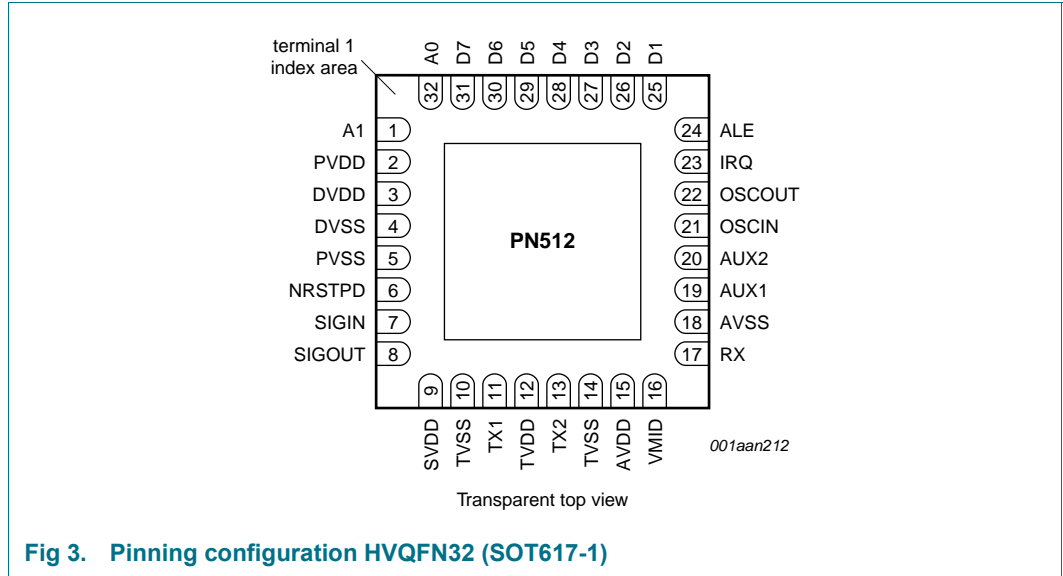 terminal 1
index area
A0 D7 D6 D5 D4 D3 D2 D1
32 31 30 29 28 27 26 25
A1 1 24 ALE
PVDD 2 23 IRQ
DVDD 3 22 OSCOUT
DVSS 4 21 OSCIN
PN512
PVSS 5 20 AUX2
NRSTPD 6 19 AUX1
SIGIN 7 18 AVSS
SIGOUT 8 17 RX
9 10 11 12 13 14 15 16
SVDD TVSS TX1 TVDD TX2 TVSS AVDD VMID
001aan212
Transparent top view
Fig 3. Pinning configuration HVQFN32 (SOT617-1)